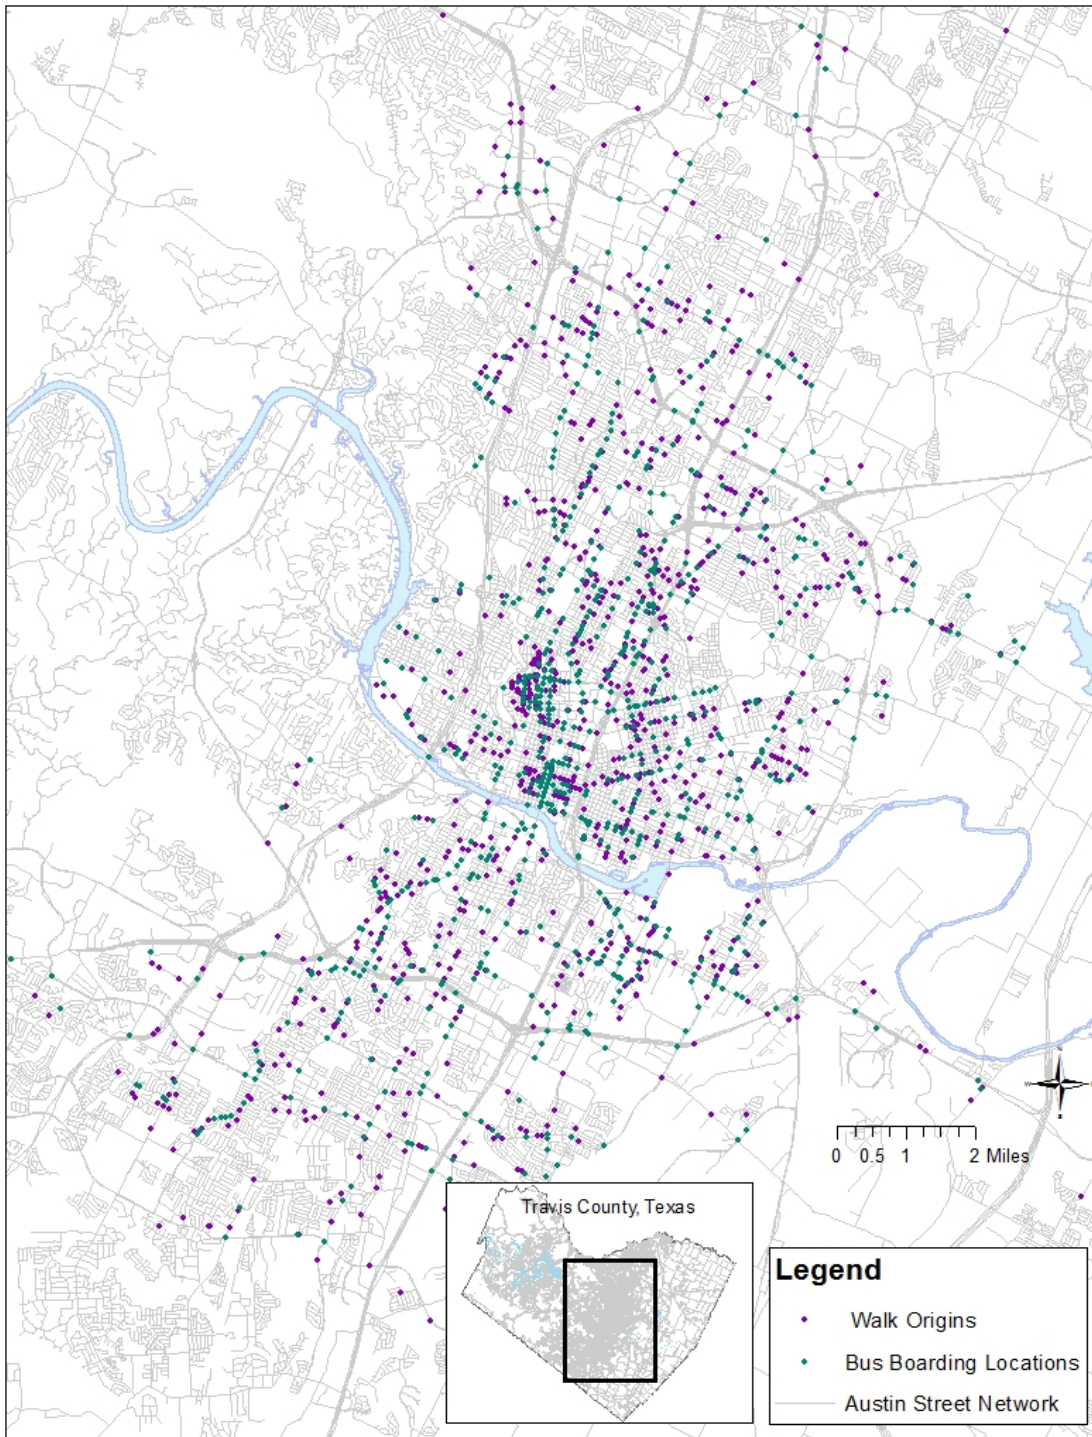 0 0.5 1 2 Miles
Travis County, Texas
Legend
Walk Origins
Bus Boarding Locations
Austin Street Network